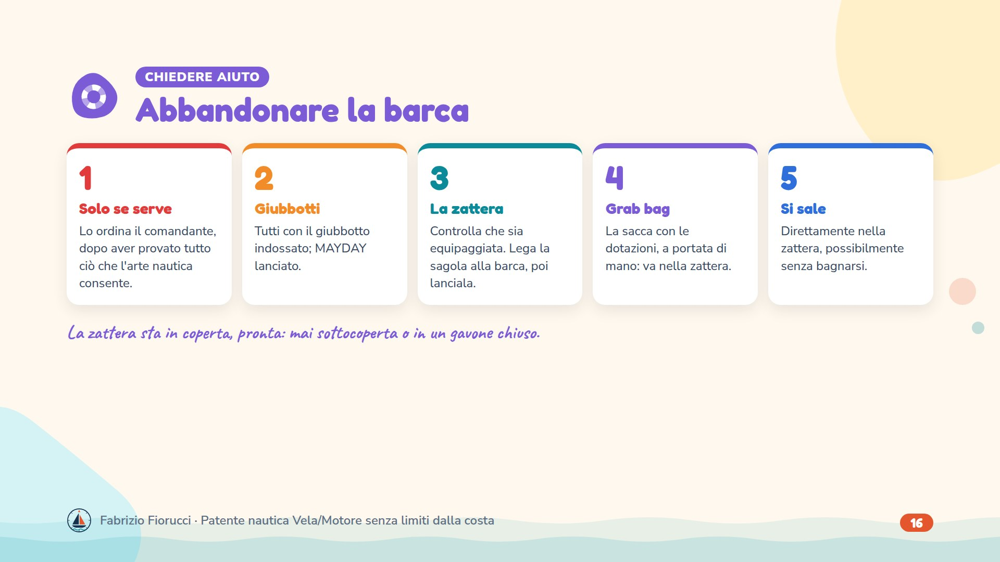 CHIEDERE AIUTO
Abbandonare la barca
1
Solo se serve
Lo ordina il comandante,
dopo aver provato tutto
ciò che l'arte nautica
consente.
2
Giubbotti
Tutti con il giubbotto
indossato; MAYDAY
lanciato.
3
La zattera
Controlla che sia
equipaggiata. Lega la
sagola alla barca, poi
lanciala.
4
Grab bag
La sacca con le
dotazioni, a portata di
mano: va nella zattera.
5
Si sale
Direttamente nella
zattera, possibilmente
senza bagnarsi.
La zattera sta in coperta, pronta: mai sottocoperta o in un gavone chiuso.
Fabrizio Fiorucci · Patente nautica Vela/Motore senza limiti dalla costa
16